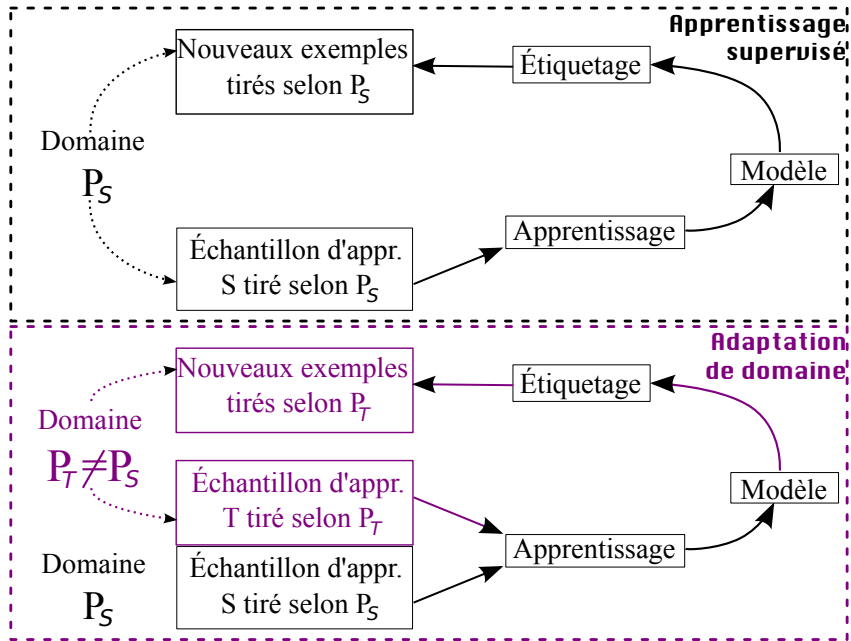 Apprentissage
supervisé
Nouveaux exemples
tirés selon P_S
Étiquetage
Domaine
P_S
Modèle
Échantillon d'appr.
S tiré selon P_S
Apprentissage
Adaptation
de domaine
Nouveaux exemples
tirés selon P_T
Étiquetage
Domaine
P_T≠P_S
Échantillon d'appr.
T tiré selon P_T
Modèle
Apprentissage
Domaine
P_S
Échantillon d'appr.
S tiré selon P_S